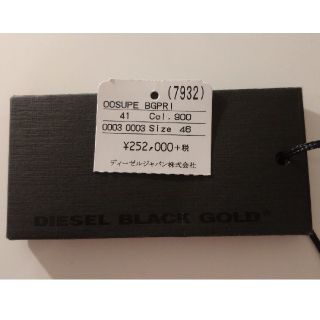 (7932)
OOSUPE BGPRI
41 Col.900
0003 0003 Size 46
¥252,000+税
ディーゼルジャパン株式会社
DIESEL BLACK GOLD®